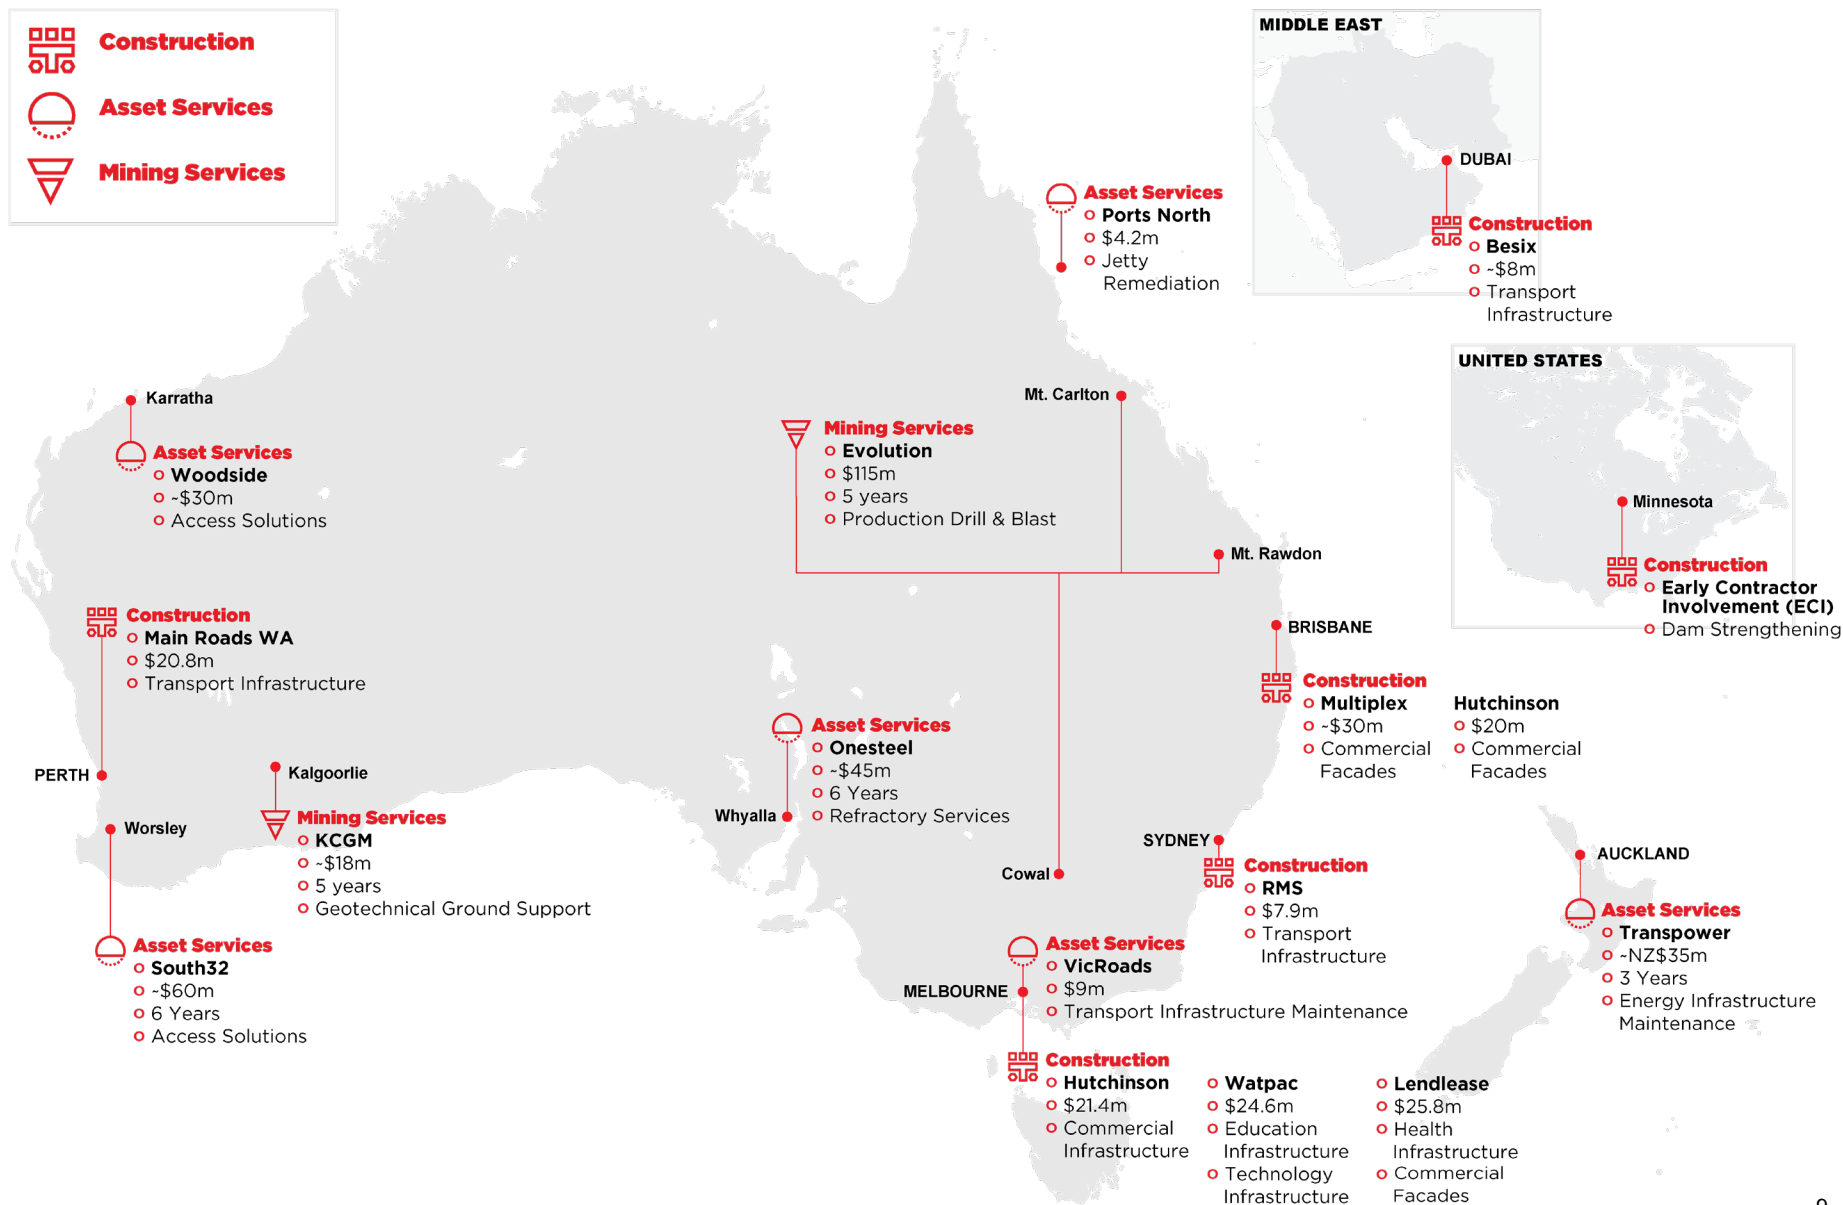 Construction
Asset Services
Mining Services
MIDDLE EAST
DUBAI
Construction
Besix
~$8m
Transport
Infrastructure
Asset Services
Ports North
$4.2m
Jetty
Remediation
UNITED STATES
Minnesota
Construction
Early Contractor
Involvement (ECI)
Dam Strengthening
Karratha
Asset Services
Woodside
~$30m
Access Solutions
Mt. Carlton
Mining Services
Evolution
$115m
5 years
Production Drill & Blast
Mt. Rawdon
Cowal
Construction
Main Roads WA
$20.8m
Transport Infrastructure
PERTH
BRISBANE
Construction
Multiplex
~$30m
Commercial
Facades
Hutchinson
$20m
Commercial
Facades
Asset Services
Onesteel
~$45m
6 Years
Refractory Services
Whyalla
Kalgoorlie
Mining Services
KCGM
~$18m
5 years
Geotechnical Ground Support
Worsley
Asset Services
South32
~$60m
6 Years
Access Solutions
SYDNEY
Construction
RMS
$7.9m
Transport
Infrastructure
AUCKLAND
Asset Services
Transpower
~NZ$35m
3 Years
Energy Infrastructure
Maintenance
MELBOURNE
Asset Services
VicRoads
$9m
Transport Infrastructure Maintenance
Construction
Hutchinson
$21.4m
Commercial
Infrastructure
Watpac
$24.6m
Education
Infrastructure
Technology
Infrastructure
Lendlease
$25.8m
Health
Infrastructure
Commercial
Facades